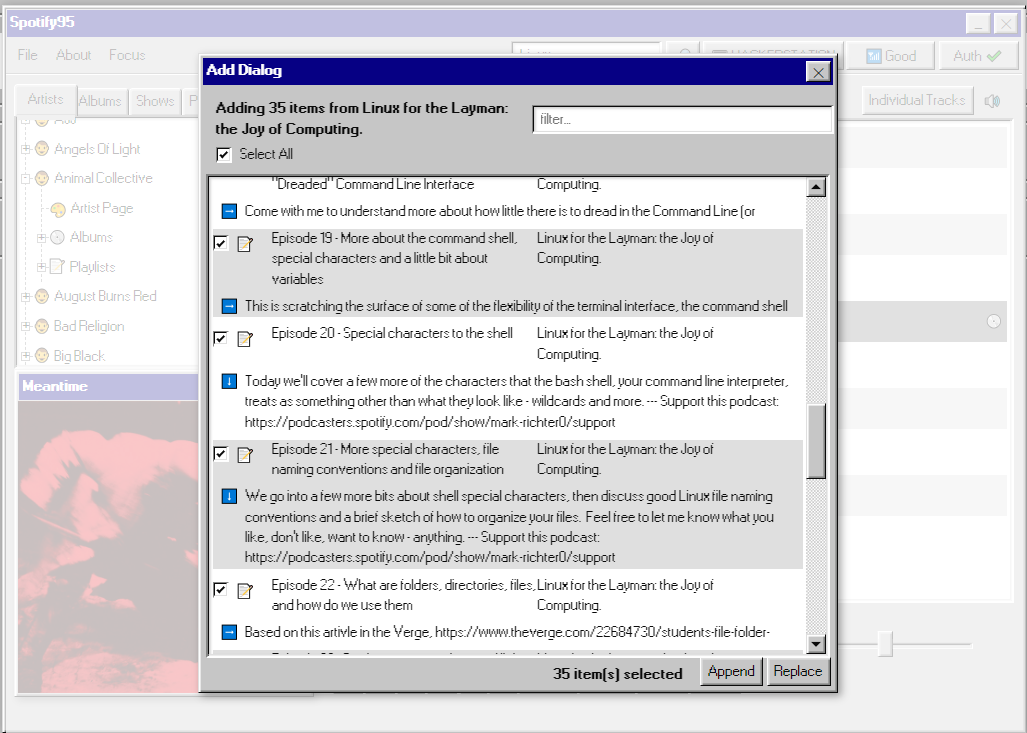 Spotify95
File About Focus
HACKERSTATION
Good
Auth
Artists
Albums
Shows
Individual Tracks
Angels Of Light
Animal Collective
Artist Page
Albums
Playlists
August Burns Red
Bad Religion
Big Black
Meantime
Add Dialog
Adding 35 items from Linux for the Layman:
the Joy of Computing.
filter...
Select All
"Dreaded" Command Line Interface
Computing.
Come with me to understand more about how little there is to dread in the Command Line (or
Episode 19 - More about the command shell,
special characters and a little bit about
variables
Linux for the Layman: the Joy of
Computing.
This is scratching the surface of some of the flexibility of the terminal interface, the command shell
Episode 20 - Special characters to the shell
Linux for the Layman: the Joy of
Computing.
Today we'll cover a few more of the characters that the bash shell, your command line interpreter,
treats as something other than what they look like - wildcards and more. --- Support this podcast:
https://podcasters.spotify.com/pod/show/mark-richter0/support
Episode 21 - More special characters, file
naming conventions and file organization
Linux for the Layman: the Joy of
Computing.
We go into a few more bits about shell special characters, then discuss good Linux file naming
conventions and a brief sketch of how to organize your files. Feel free to let me know what you
like, don't like, want to know - anything. --- Support this podcast:
https://podcasters.spotify.com/pod/show/mark-richter0/support
Episode 22 - What are folders, directories, files,
and how do we use them
Linux for the Layman: the Joy of
Computing.
Based on this artivle in the Verge, https://www.theverge.com/22684730/students-file-folder-
35 item(s) selected
Append
Replace